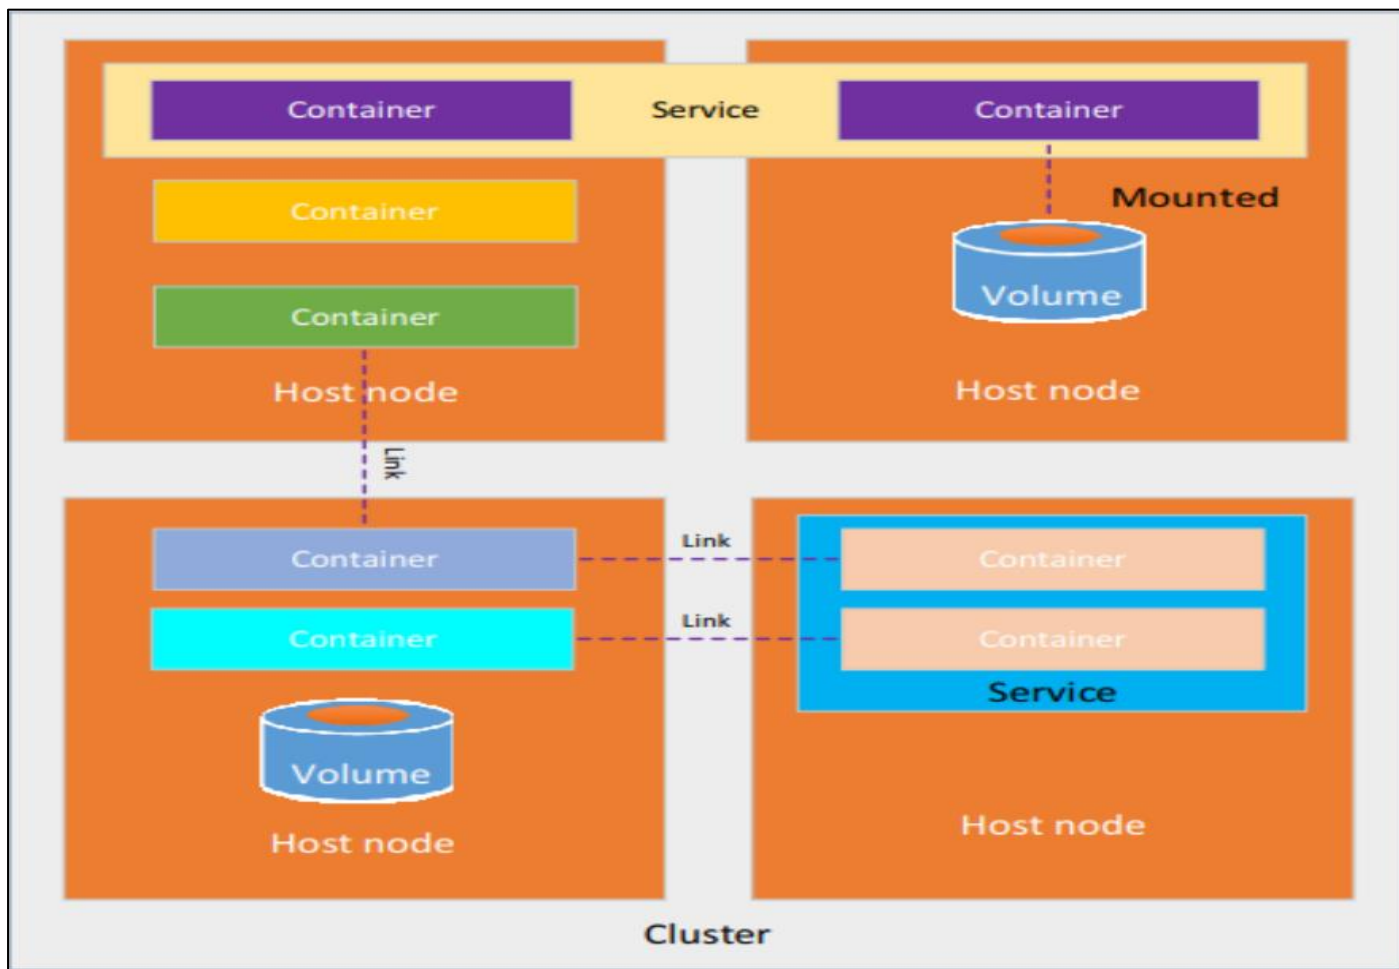 Container
Service
Container
Container
Mounted
Volume
Container
Host node
Host node
Link
Container
Link
Container
Container
Link
Container
Service
Volume
Host node
Host node
Cluster